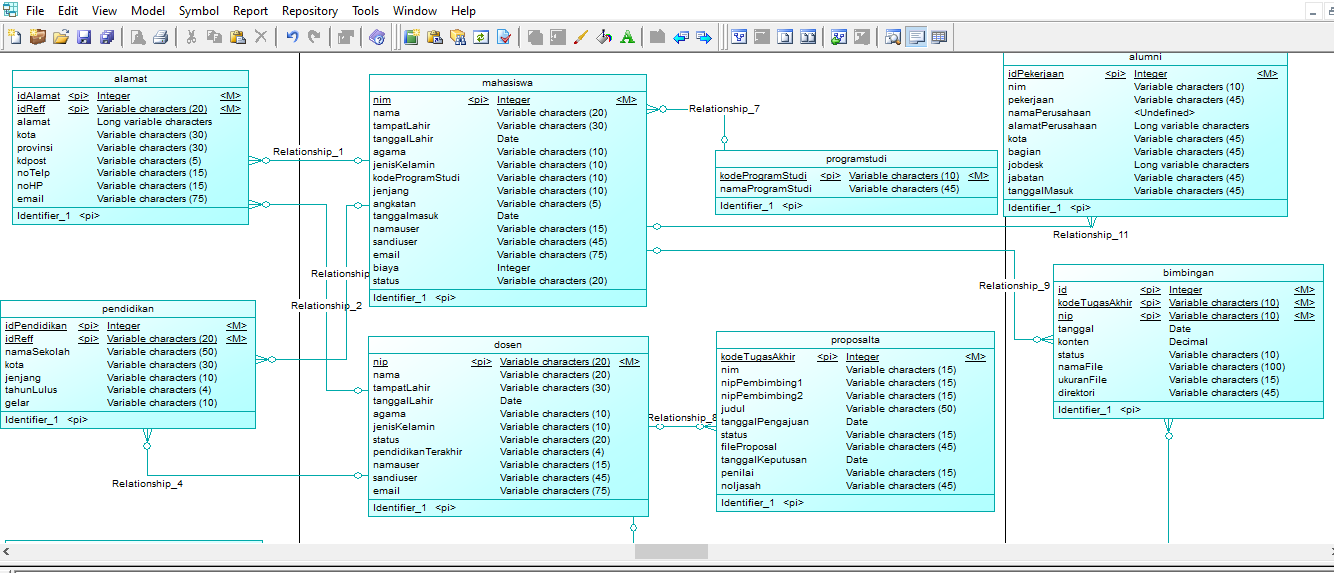 File Edit View Model Symbol Report Repository Tools Window Help
alamat
idAlamat <pi> Integer <M>
idReff <pi> Variable characters (20) <M>
alamat Long variable characters
kota Variable characters (30)
provinsi Variable characters (30)
kdpost Variable characters (5)
noTelp Variable characters (15)
noHP Variable characters (15)
email Variable characters (75)
Identifier_1 <pi>
Relationship_1
mahasiswa
nim <pi> Integer <M>
nama Variable characters (20)
tampatLahir Variable characters (30)
tanggalLahir Date
agama Variable characters (10)
jenisKelamin Variable characters (10)
kodeProgramStudi Variable characters (10)
jenjang Variable characters (10)
angkatan Variable characters (5)
tanggalmasuk Date
namauser Variable characters (15)
sandiuser Variable characters (45)
email Variable characters (75)
biaya Integer
status Variable characters (20)
Identifier_1 <pi>
Relationship_7
programstudi
kodeProgramStudi <pi> Variable characters (10) <M>
namaProgramStudi Variable characters (45)
Identifier_1 <pi>
alumni
idPekerjaan <pi> Integer <M>
nim Variable characters (10)
pekerjaan Variable characters (45)
namaPerusahaan <Undefined>
alamatPerusahaan Long variable characters
kota Variable characters (45)
bagian Variable characters (45)
jobdesk Long variable characters
jabatan Variable characters (45)
tanggalMasuk Variable characters (45)
Identifier_1 <pi>
Relationship_11
Relationship
Relationship_2
Relationship_9
pendidikan
idPendidikan <pi> Integer <M>
idReff <pi> Variable characters (20) <M>
namaSekolah Variable characters (50)
kota Variable characters (30)
jenjang Variable characters (10)
tahunLulus Variable characters (4)
gelar Variable characters (10)
Identifier_1 <pi>
Relationship_4
dosen
nip <pi> Variable characters (20) <M>
nama Variable characters (20)
tampatLahir Variable characters (30)
tanggalLahir Date
agama Variable characters (10)
jenisKelamin Variable characters (10)
status Variable characters (20)
pendidikanTerakhir Variable characters (4)
namauser Variable characters (15)
sandiuser Variable characters (45)
email Variable characters (75)
Identifier_1 <pi>
Relationship_8
proposalta
kodeTugasAkhir <pi> Integer <M>
nim Variable characters (15)
nipPembimbing1 Variable characters (15)
nipPembimbing2 Variable characters (15)
judul Variable characters (50)
tanggalPengajuan Date
status Variable characters (15)
fileProposal Variable characters (45)
tanggalKeputusan Date
penilai Variable characters (15)
noIjasah Variable characters (45)
Identifier_1 <pi>
bimbingan
id <pi> Integer <M>
kodeTugasAkhir <pi> Variable characters (10) <M>
nip <pi> Variable characters (10) <M>
tanggal Date
konten Decimal
status Variable characters (10)
namaFile Variable characters (100)
ukuranFile Variable characters (15)
direktori Variable characters (45)
Identifier_1 <pi>